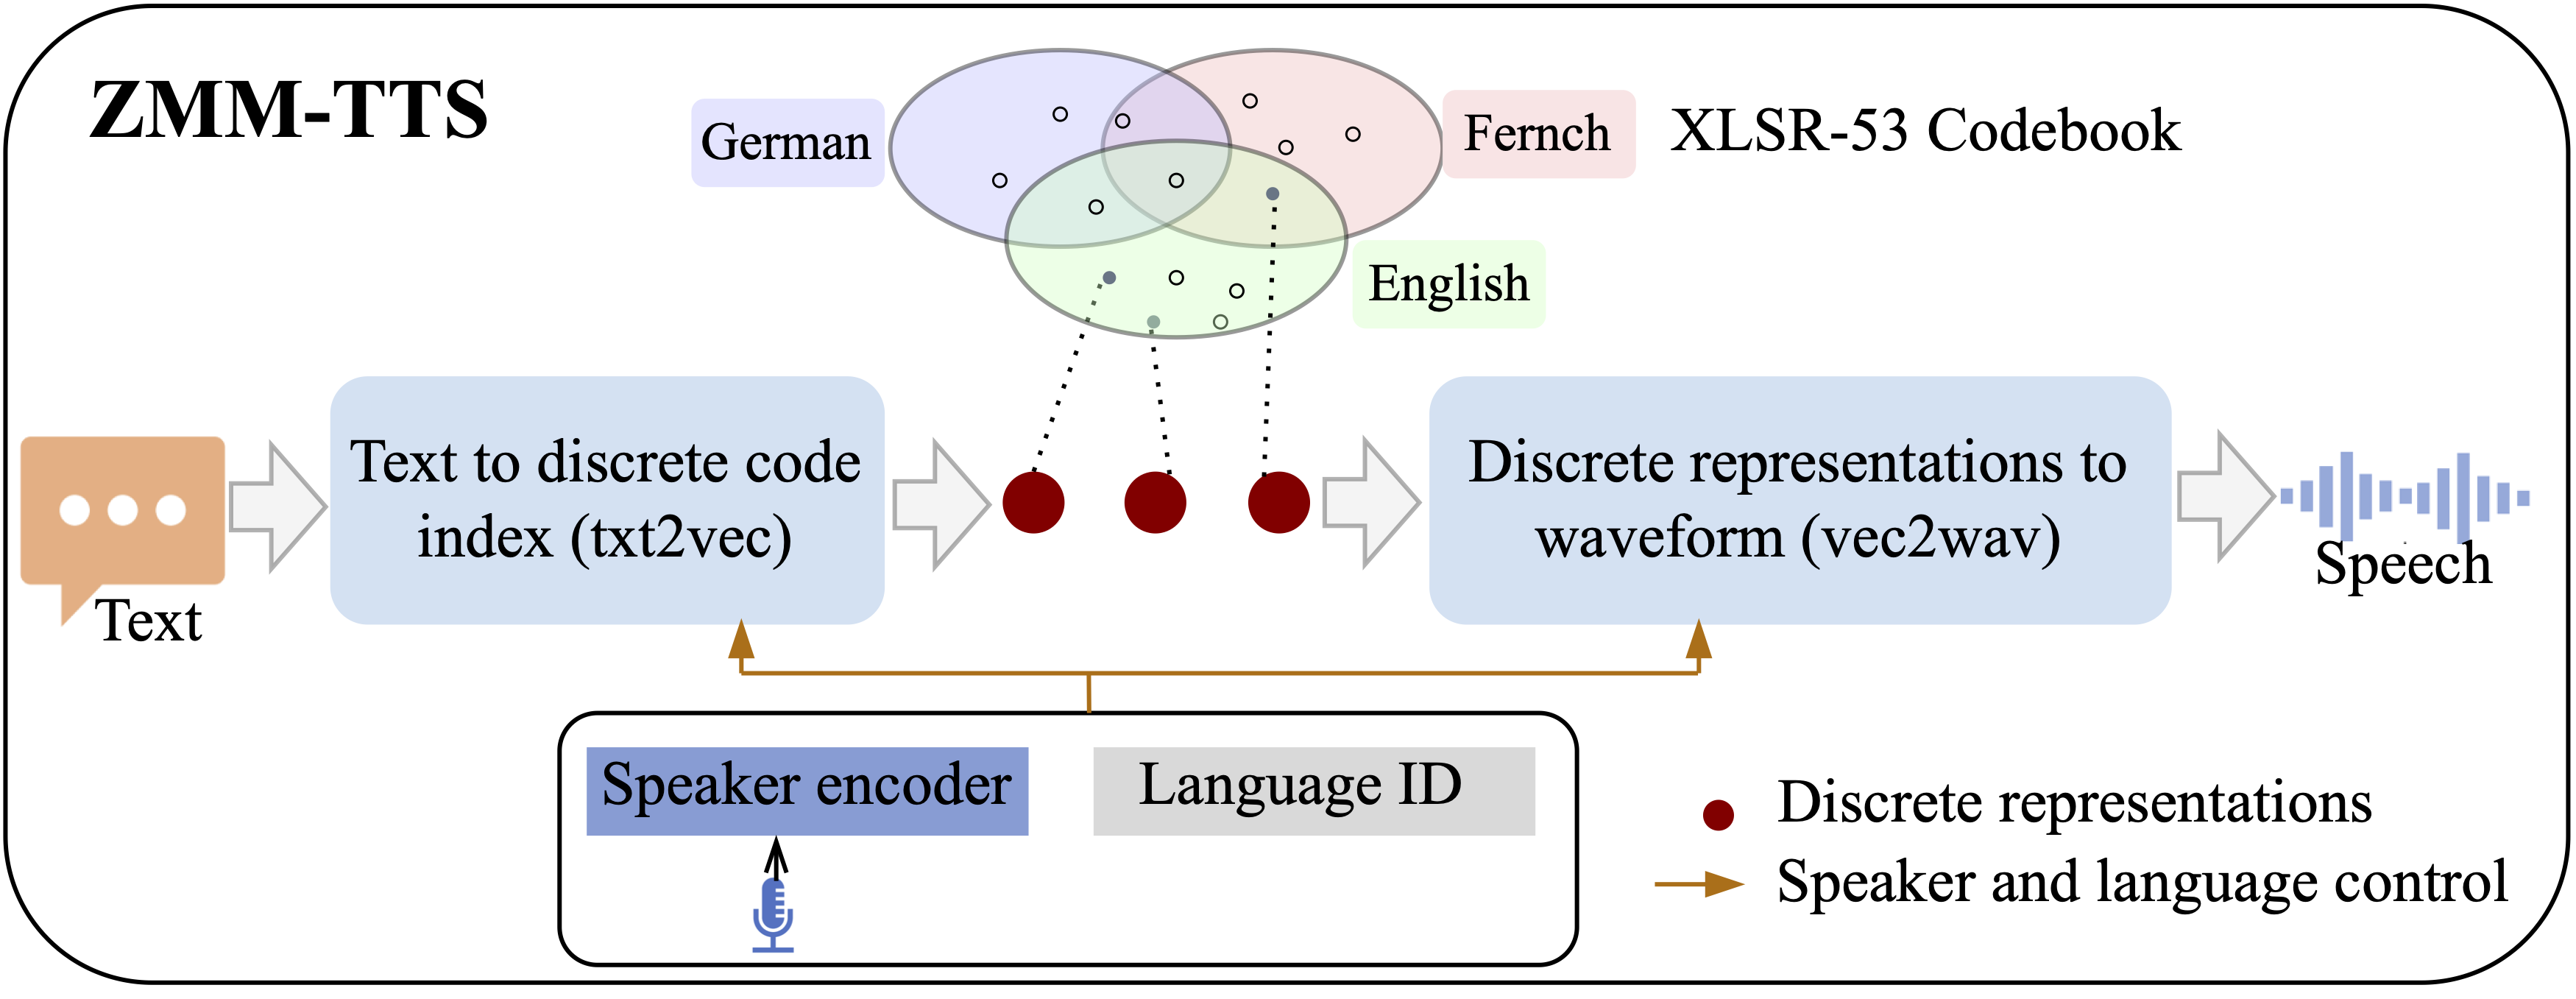 ZMM-TTS
German
Fernch
XLSR-53 Codebook
English
Text to discrete code
index (txt2vec)
Discrete representations to
waveform (vec2wav)
Text
Speech
Speaker encoder
Language ID
Discrete representations
Speaker and language control